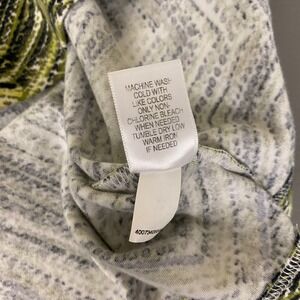 MACHINE WASH
COLD WITH
LIKE COLORS
ONLY NON-
CHLORINE BLEACH
WHEN NEEDED
TUMBLE DRY LOW
WARM IRON
IF NEEDED